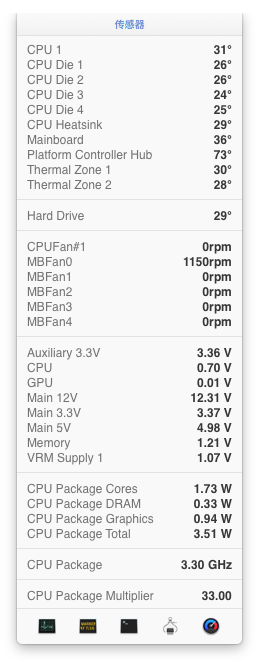 传感器
CPU 1 31°
CPU Die 1 26°
CPU Die 2 26°
CPU Die 3 24°
CPU Die 4 25°
CPU Heatsink 29°
Mainboard 36°
Platform Controller Hub 73°
Thermal Zone 1 30°
Thermal Zone 2 28°
Hard Drive 29°
CPUFan#1 0rpm
MBFan0 1150rpm
MBFan1 0rpm
MBFan2 0rpm
MBFan3 0rpm
MBFan4 0rpm
Auxiliary 3.3V 3.36 V
CPU 0.70 V
GPU 0.01 V
Main 12V 12.31 V
Main 3.3V 3.37 V
Main 5V 4.98 V
Memory 1.21 V
VRM Supply 1 1.07 V
CPU Package Cores 1.73 W
CPU Package DRAM 0.33 W
CPU Package Graphics 0.94 W
CPU Package Total 3.51 W
CPU Package 3.30 GHz
CPU Package Multiplier 33.00